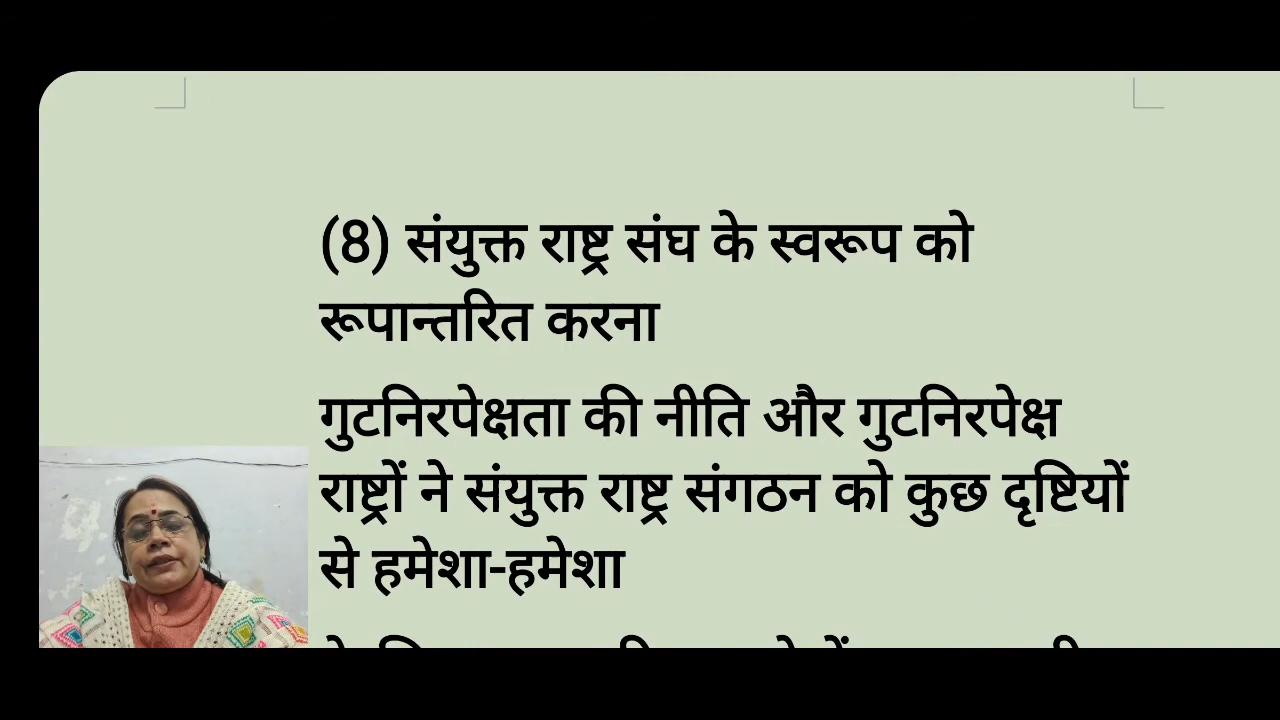 (8) संयुक्त राष्ट्र संघ के स्वरूप को
रूपान्तरित करना
गुटनिरपेक्षता की नीति और गुटनिरपेक्ष
राष्ट्रों ने संयुक्त राष्ट्र संगठन को कुछ दृष्टियों
से हमेशा-हमेशा